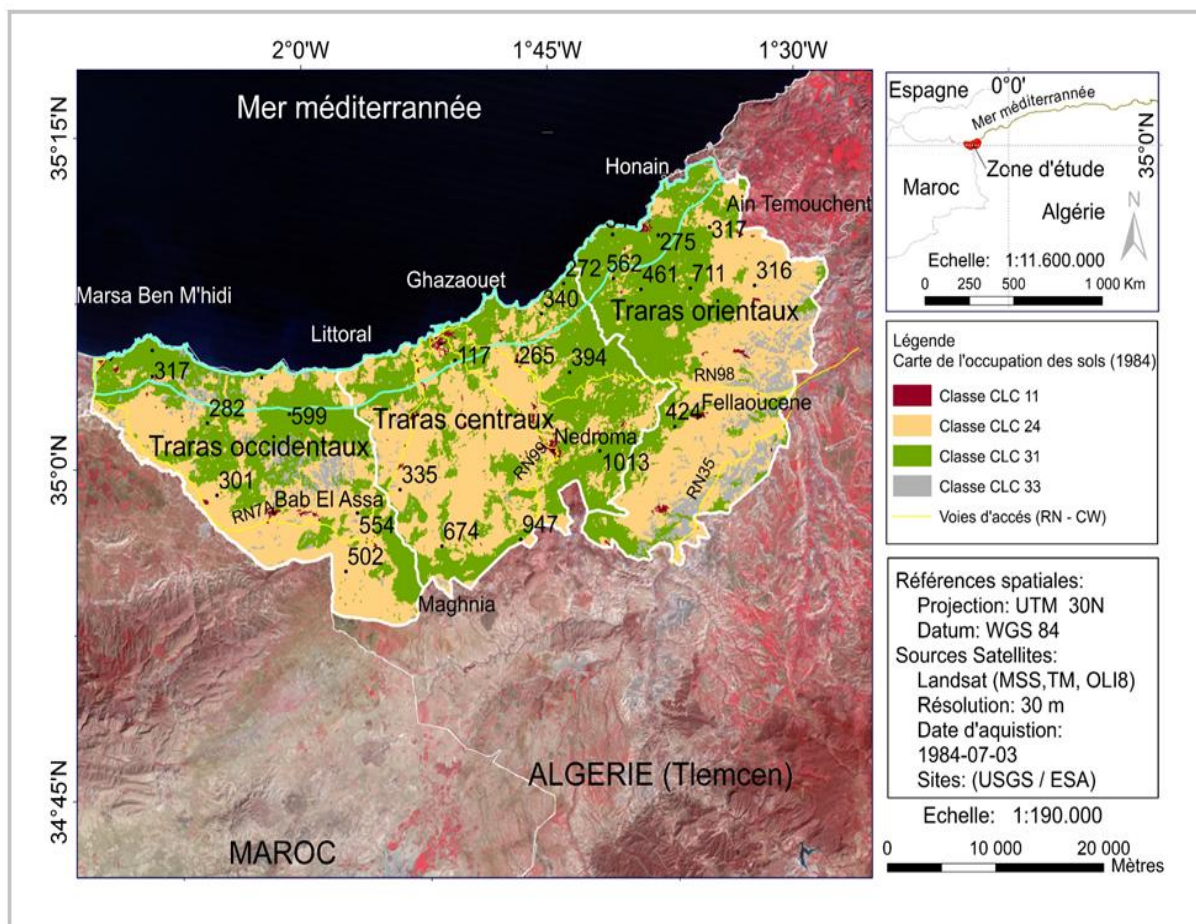 2°0'W
1°45'W
1°30'W
35°15'N
35°0'N
34°45'N
Mer méditerrannée
Honain
Ain Temouchent
317
275
562
272
461
711
316
Ghazaouet
340
Traras orientaux
Marsa Ben M'hidi
Littoral
117
265
394
317
RN98
282
599
Traras centraux
424
Fellaoucene
Traras occidentaux
Nedroma
RN99
1013
301
335
RN35
RN7A
Bab El Assa
554
674
947
502
Maghnia
ALGERIE (Tlemcen)
MAROC
Espagne
0°0'
Mer méditerranée
35°0'N
Zone d'étude
Maroc
Algérie
N
Echelle: 1:11.600.000
0 250 500 1 000 Km
Légende
Carte de l'occupation des sols (1984)
Classe CLC 11
Classe CLC 24
Classe CLC 31
Classe CLC 33
Voies d'accés (RN - CW)
Références spatiales:
Projection: UTM 30N
Datum: WGS 84
Sources Satellites:
Landsat (MSS,TM, OLI8)
Résolution: 30 m
Date d'aquistion:
1984-07-03
Sites: (USGS / ESA)
Echelle: 1:190.000
0 10 000 20 000
Mètres